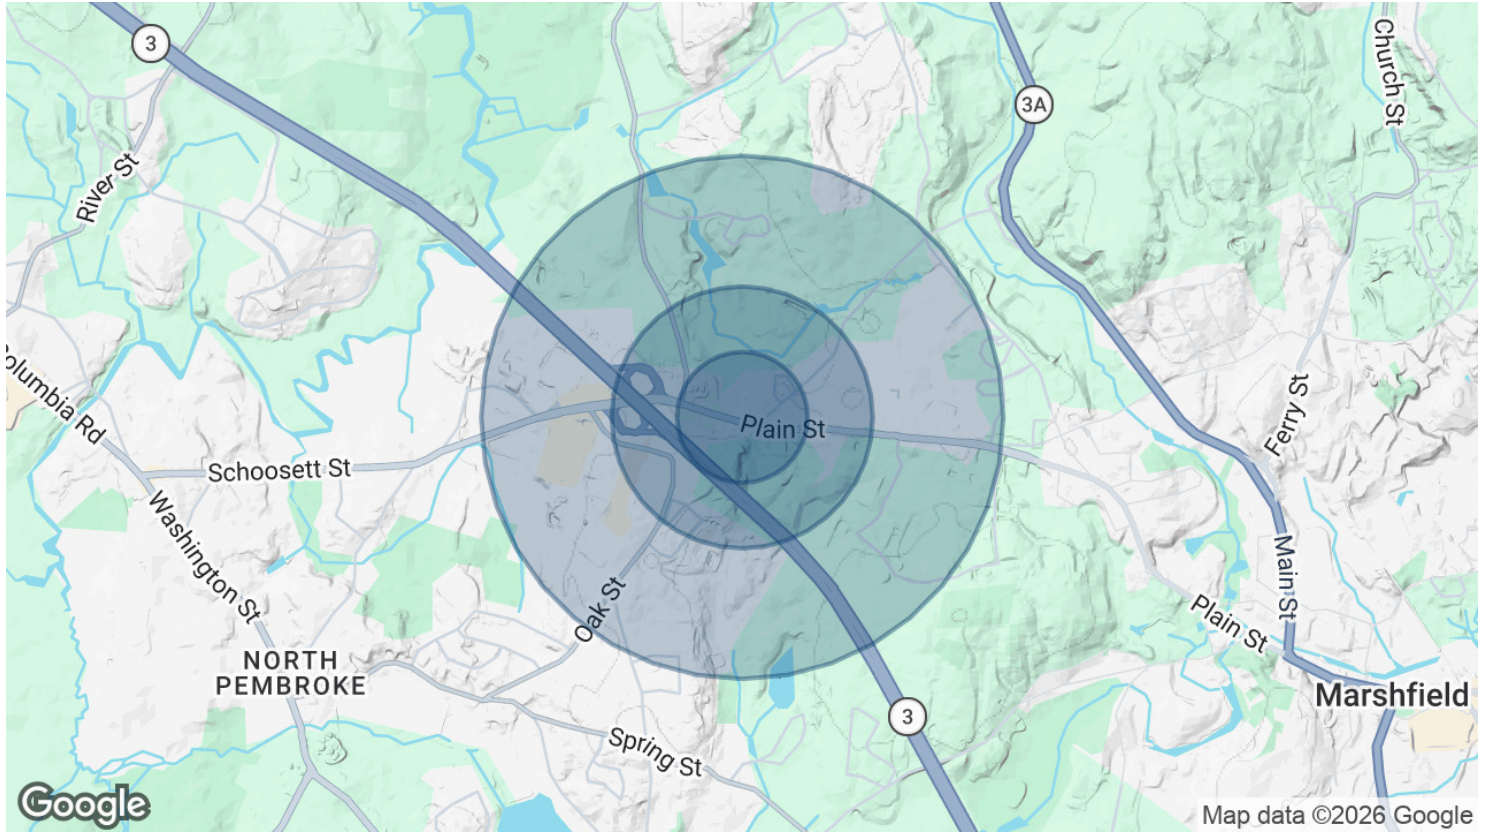 3
3A
Church St
River St
Columbia Rd
Plain St
Ferry St
Schoosett St
Washington St
Oak St
Main St
Plain St
NORTH
PEMBROKE
Marshfield
3
Spring St
Google
Map data ©2026 Google